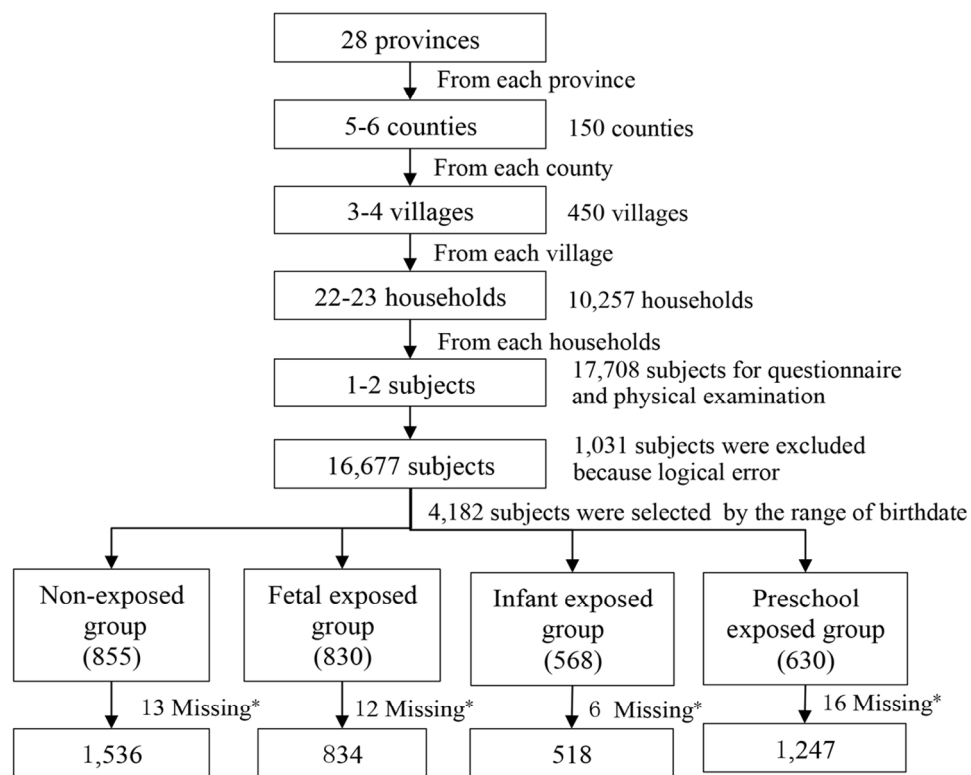 28 provinces
From each province
5-6 counties
150 counties
From each county
3-4 villages
450 villages
From each village
22-23 households
10,257 households
From each households
1-2 subjects
17,708 subjects for questionnaire
and physical examination
16,677 subjects
1,031 subjects were excluded
because logical error
4,182 subjects were selected by the range of birthdate
Non-exposed
group
(855)
Fetal exposed
group
(830)
Infant exposed
group
(568)
Preschool
exposed group
(630)
13 Missing*
12 Missing*
6 Missing*
16 Missing*
1,536
834
518
1,247